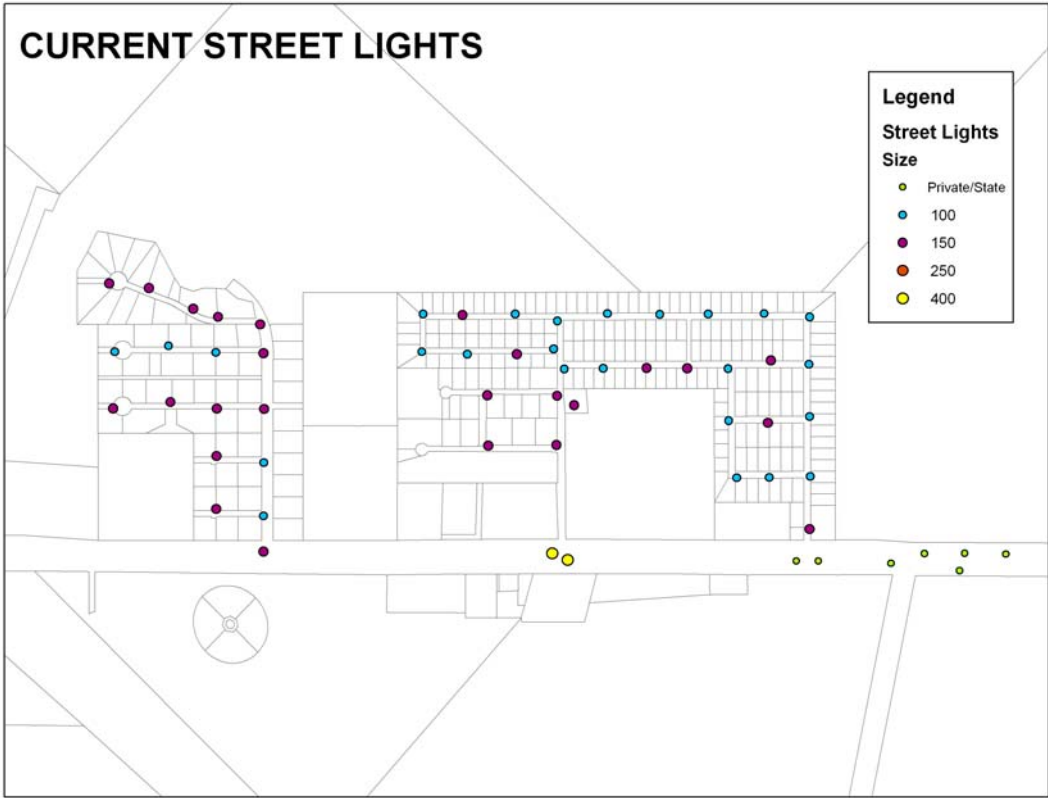 CURRENT STREET LIGHTS
Legend
Street Lights
Size
Private/State
100
150
250
400